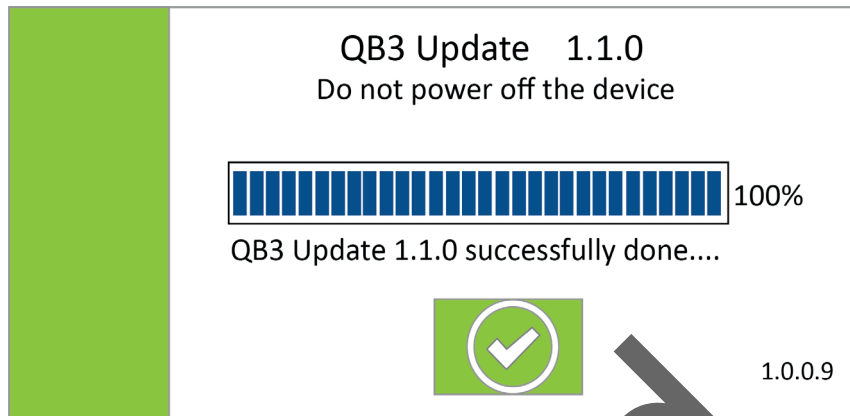 QB3 Update 1.1.0
Do not power off the device
100%
QB3 Update 1.1.0 successfully done....
1.0.0.9